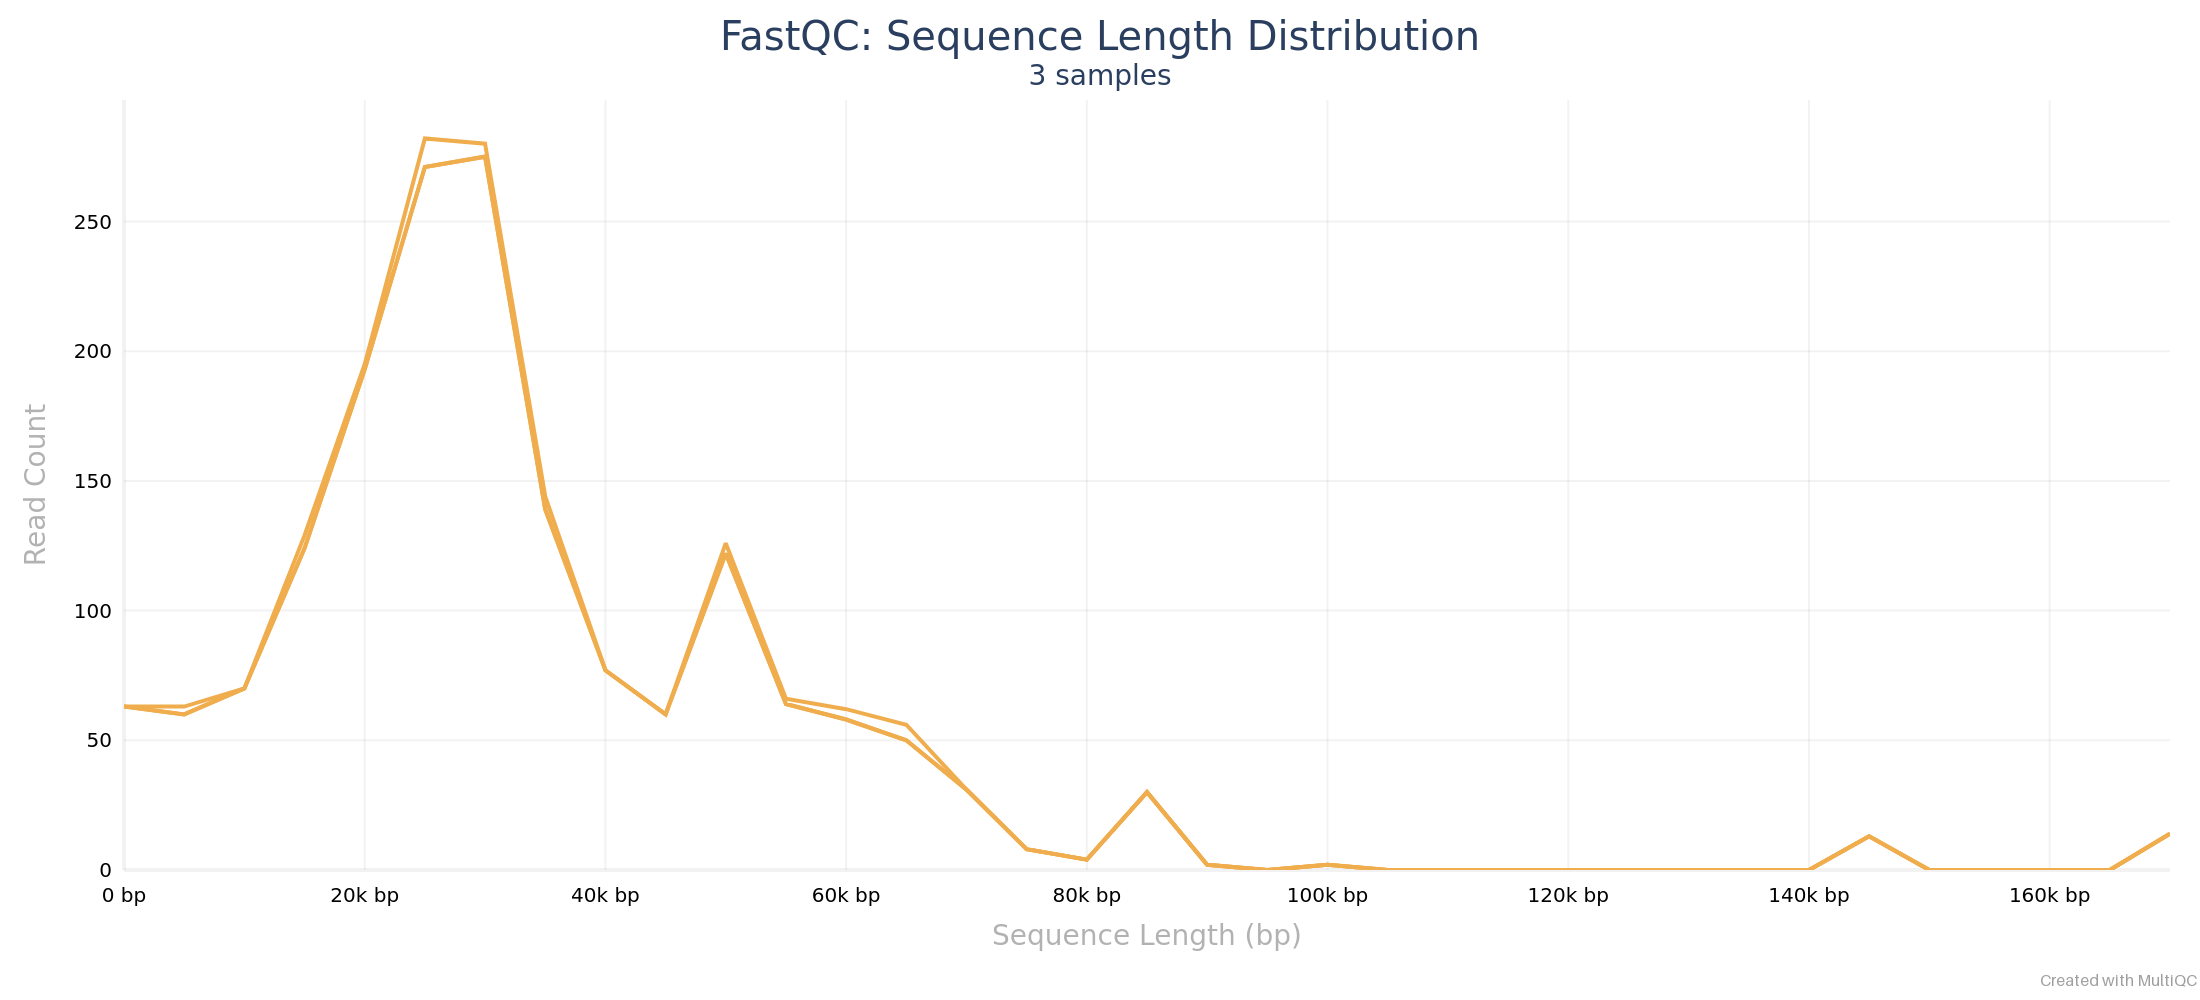 FastQC: Sequence Length Distribution
3 samples
Read Count
250
200
150
100
50
0
0 bp 20k bp 40k bp 60k bp 80k bp 100k bp 120k bp 140k bp 160k bp
Sequence Length (bp)
Created with MultiQC